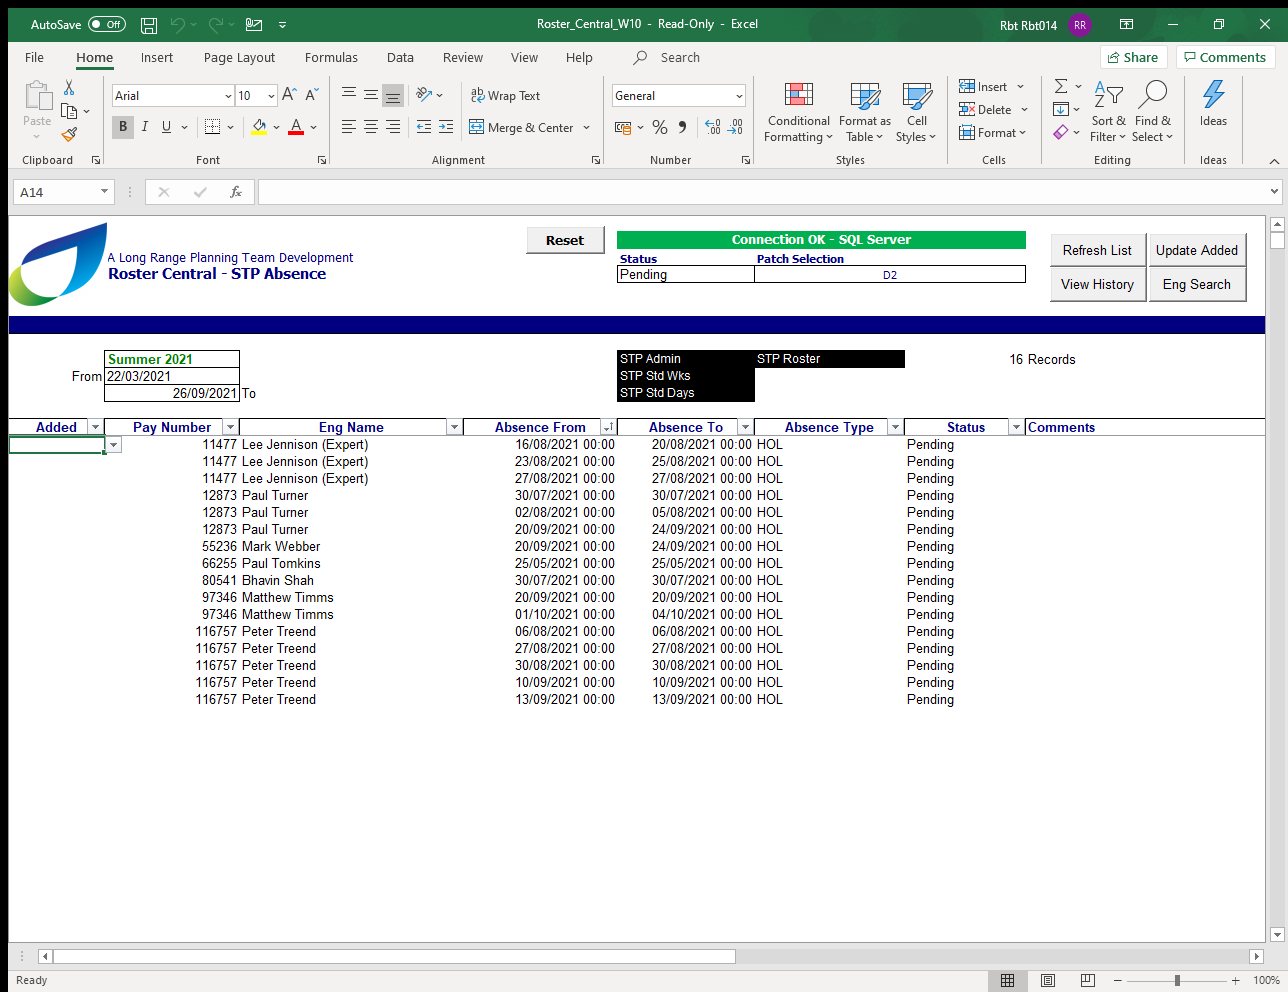 AutoSave Off Roster_Central_W10 - Read-Only - Excel Rbt Rbt014 RR
File Home Insert Page Layout Formulas Data Review View Help Search Share Comments
Paste Arial 10 A A ab Wrap Text General Conditional Formatting Format as Table Cell Styles Insert Sort & Filter Find & Select Ideas
B I U A Merge & Center % Delete
Format
Clipboard Font Alignment Number Styles Cells Editing Ideas
A14 fx
Reset Connection OK - SQL Server Refresh List Update Added
A Long Range Planning Team Development Status Patch Selection
Roster Central - STP Absence Pending D2 View History Eng Search
Summer 2021 STP Admin STP Roster 16 Records
From 22/03/2021 STP Std Wks
26/09/2021 To STP Std Days
Added Pay Number Eng Name Absence From Absence To Absence Type Status Comments
11477 Lee Jennison (Expert) 16/08/2021 00:00 20/08/2021 00:00 HOL Pending
11477 Lee Jennison (Expert) 23/08/2021 00:00 25/08/2021 00:00 HOL Pending
11477 Lee Jennison (Expert) 27/08/2021 00:00 27/08/2021 00:00 HOL Pending
12873 Paul Turner 30/07/2021 00:00 30/07/2021 00:00 HOL Pending
12873 Paul Turner 02/08/2021 00:00 05/08/2021 00:00 HOL Pending
12873 Paul Turner 20/09/2021 00:00 24/09/2021 00:00 HOL Pending
55236 Mark Webber 20/09/2021 00:00 24/09/2021 00:00 HOL Pending
66255 Paul Tomkins 25/05/2021 00:00 25/05/2021 00:00 HOL Pending
80541 Bhavin Shah 30/07/2021 00:00 30/07/2021 00:00 HOL Pending
97346 Matthew Timms 20/09/2021 00:00 20/09/2021 00:00 HOL Pending
97346 Matthew Timms 01/10/2021 00:00 04/10/2021 00:00 HOL Pending
116757 Peter Treend 06/08/2021 00:00 06/08/2021 00:00 HOL Pending
116757 Peter Treend 27/08/2021 00:00 27/08/2021 00:00 HOL Pending
116757 Peter Treend 30/08/2021 00:00 30/08/2021 00:00 HOL Pending
116757 Peter Treend 10/09/2021 00:00 10/09/2021 00:00 HOL Pending
116757 Peter Treend 13/09/2021 00:00 13/09/2021 00:00 HOL Pending
Ready 100%